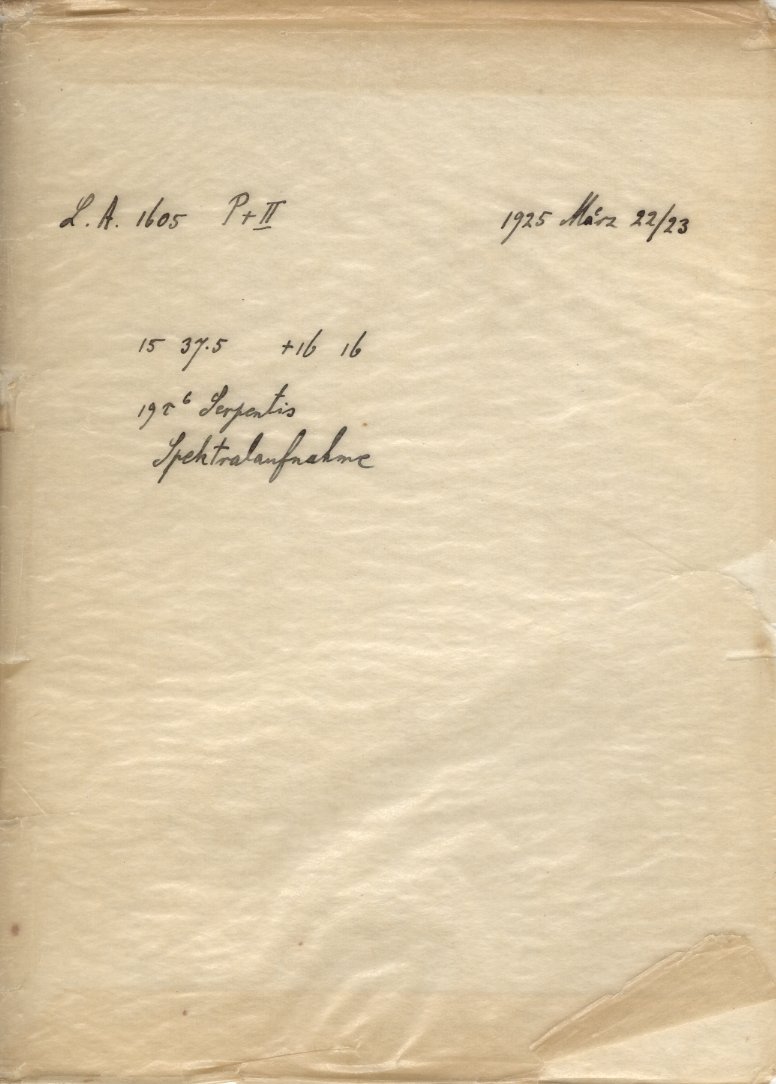 L. A. 1605 P+II 1925 März 22/23
15 37.5 +16 16
19 τ⁶ Serpentis
Spektralaufnahme